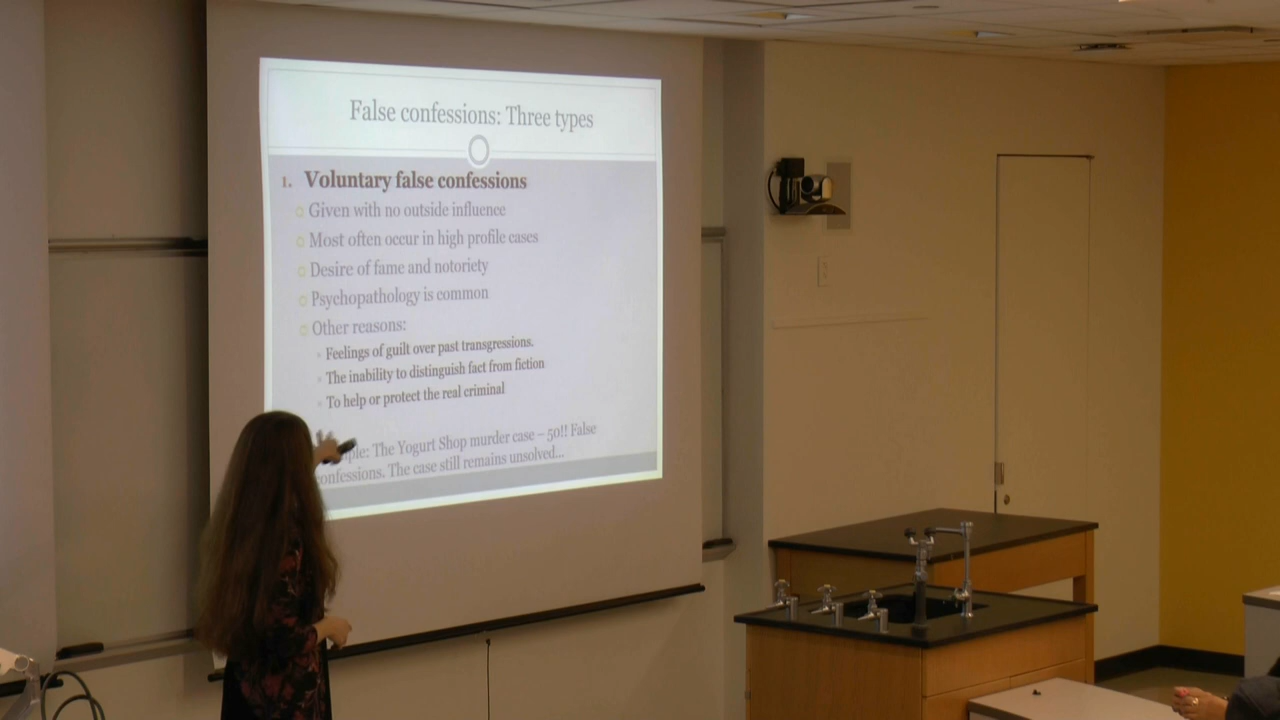 False confessions: Three types
1. Voluntary false confessions
Given with no outside influence
Most often occur in high profile cases
Desire of fame and notoriety
Psychopathology is common
Other reasons:
Feelings of guilt over past transgressions.
The inability to distinguish fact from fiction
To help or protect the real criminal
The Yogurt Shop murder case – 50!! False
confessions. The case still remains unsolved...